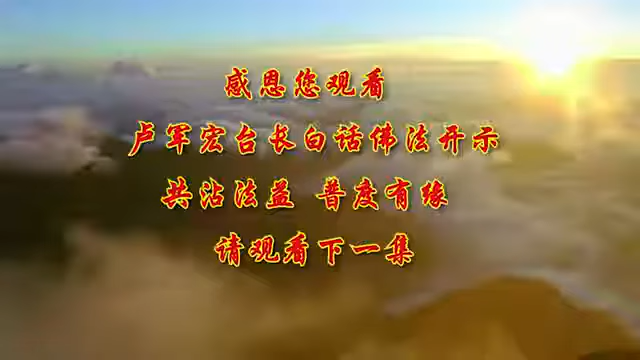 感恩您观看
卢军宏台长白话佛法开示
共沾法益 普度有缘
请观看下一集